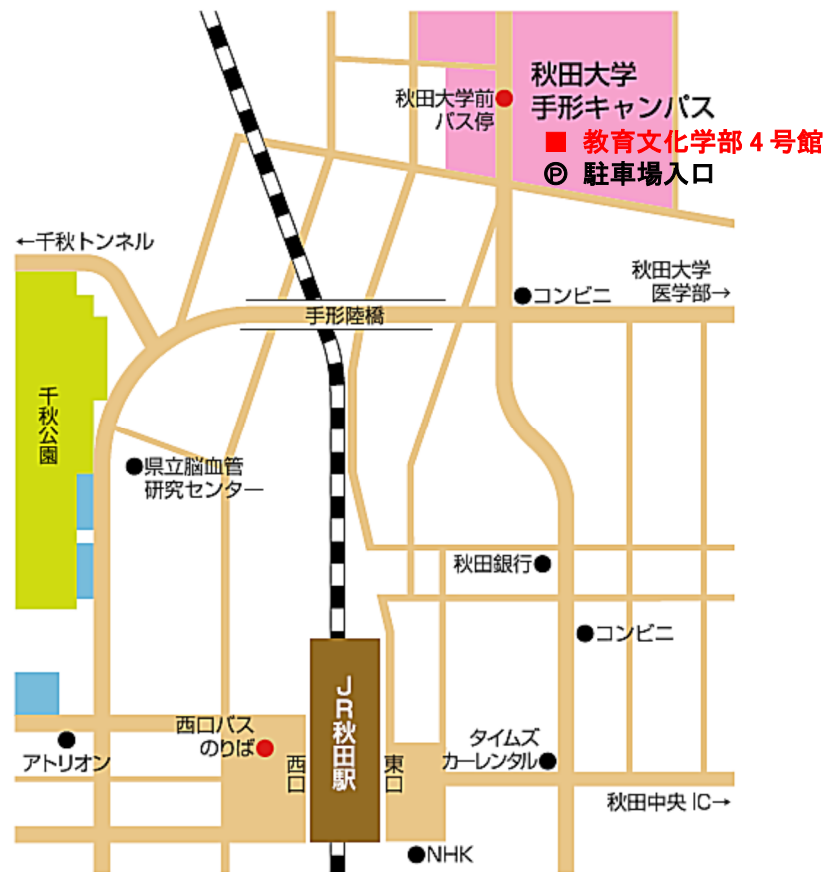 秋田大学
手形キャンパス
秋田大学前
バス停
■ 教育文化学部4号館
Ⓟ 駐車場入口
←千秋トンネル
秋田大学
医学部→
コンビニ
手形陸橋
千秋公園
県立脳血管
研究センター
秋田銀行
コンビニ
JR秋田駅
西口バス
のりば
西口
東口
アトリオン
タイムズ
カーレンタル
秋田中央IC→
NHK